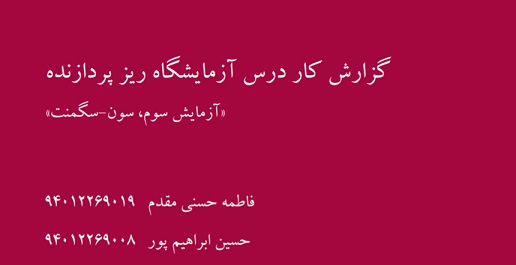 گزارش کار درس آزمایشگاه ریز پردازنده
«آزمایش سوم، سون-سگمنت»
فاطمه حسنی مقدم ۹۴۰۱۲۲۶۹۰۱۹
حسین ابراهیم پور ۹۴۰۱۲۲۶۹۰۰۸